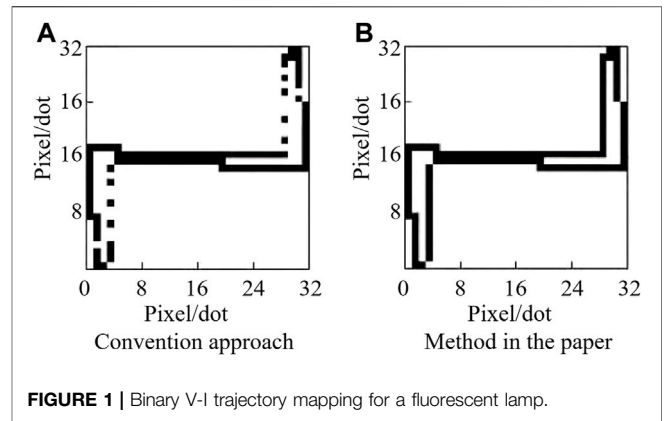 A
B
32
16
16
8
Pixel/dot
0 8 16 24 32
Pixel/dot
Convention approach
32
16
16
8
Pixel/dot
0 8 16 24 32
Pixel/dot
Method in the paper
FIGURE 1 | Binary V-I trajectory mapping for a fluorescent lamp.